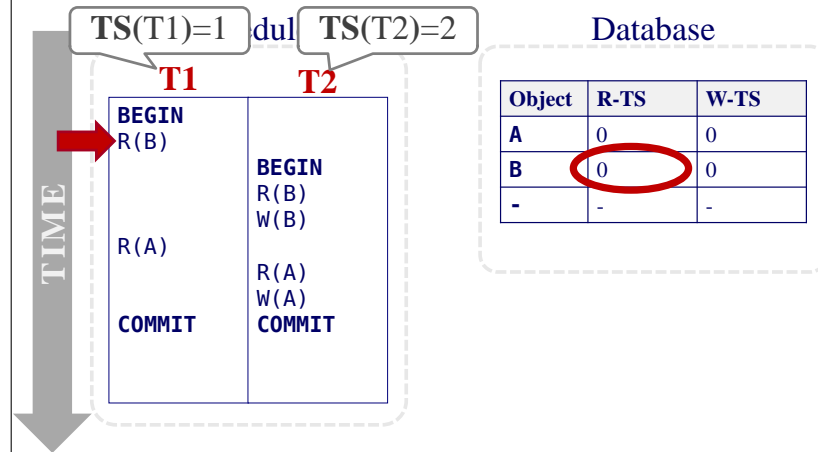 TS(T1)=1 dul TS(T2)=2 Database
T1 T2
BEGIN
R(B)
BEGIN
R(B)
W(B)
R(A)
R(A)
W(A)
COMMIT COMMIT
TIME
Object R-TS W-TS
A 0 0
B 0 0
- - -